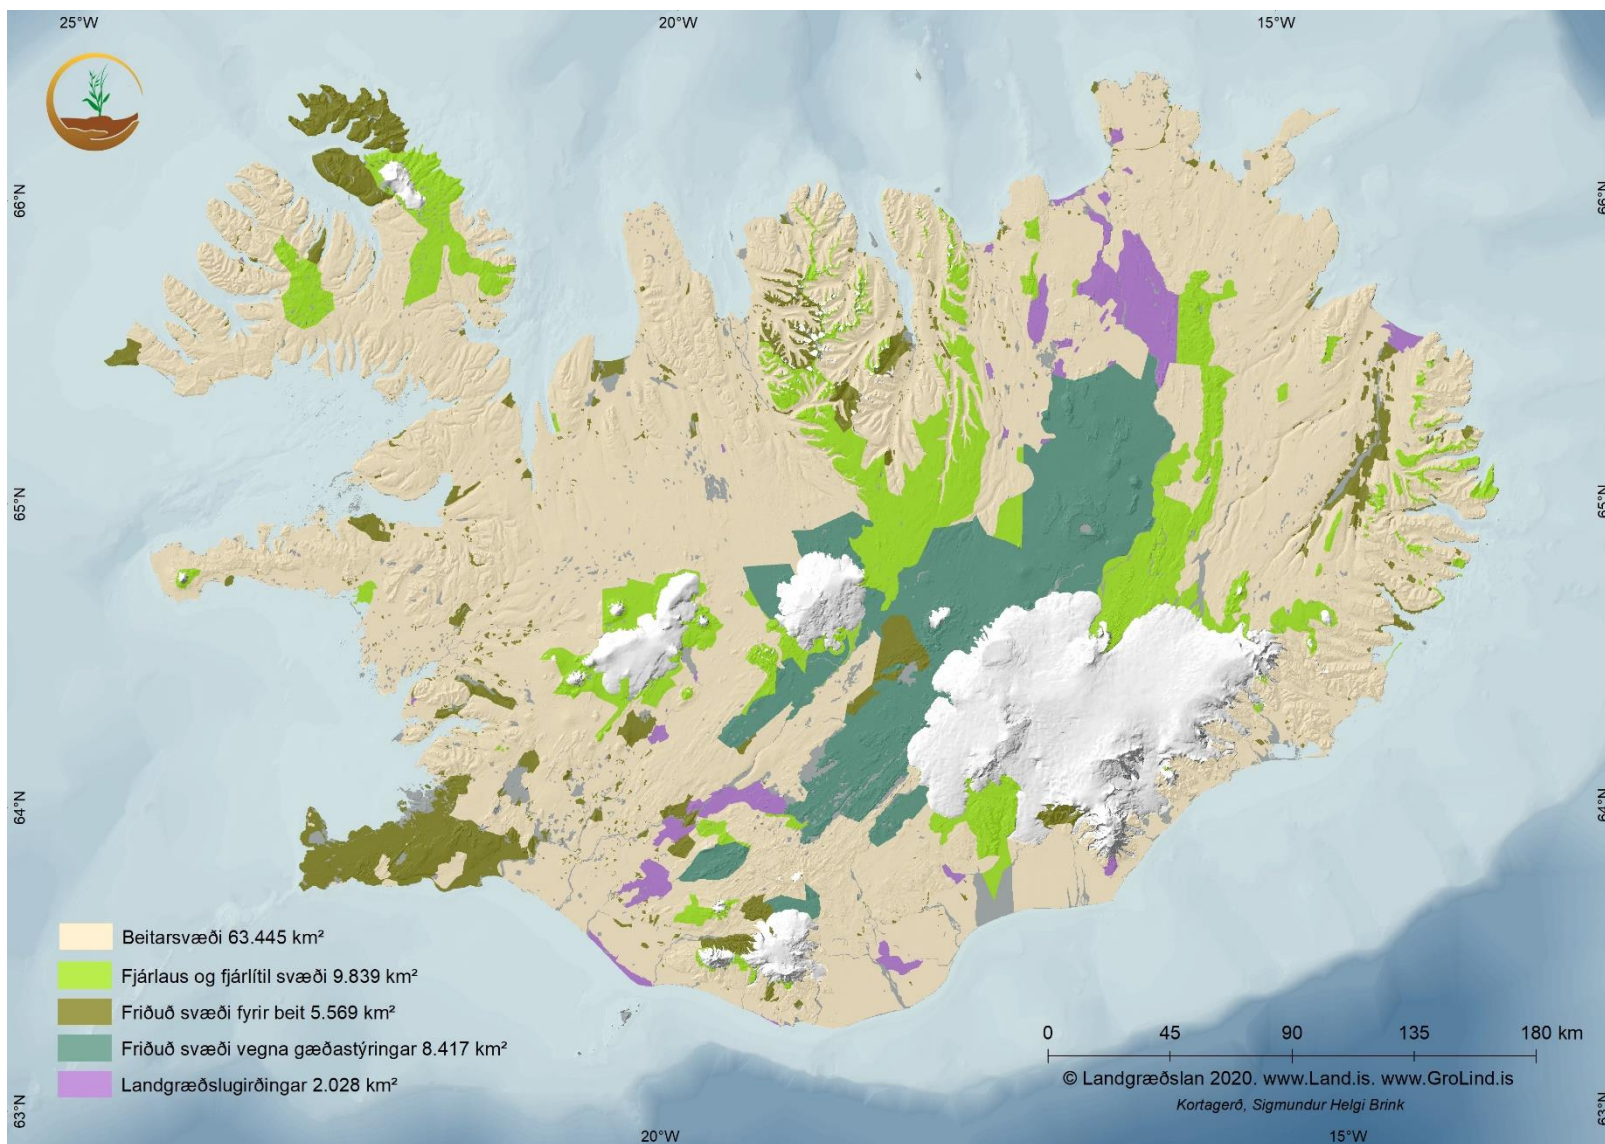 25°W
20°W
15°W
66°N
66°N
65°N
65°N
64°N
64°N
63°N
63°N
Beitarsvæði 63.445 km²
Fjárlaus og fjárlítil svæði 9.839 km²
Friðuð svæði fyrir beit 5.569 km²
Friðuð svæði vegna gæðastýringar 8.417 km²
Landgræðslugirðingar 2.028 km²
0 45 90 135 180 km
© Landgræðslan 2020. www.Land.is. www.GroLind.is
Kortagerð, Sigmundur Helgi Brink
20°W
15°W